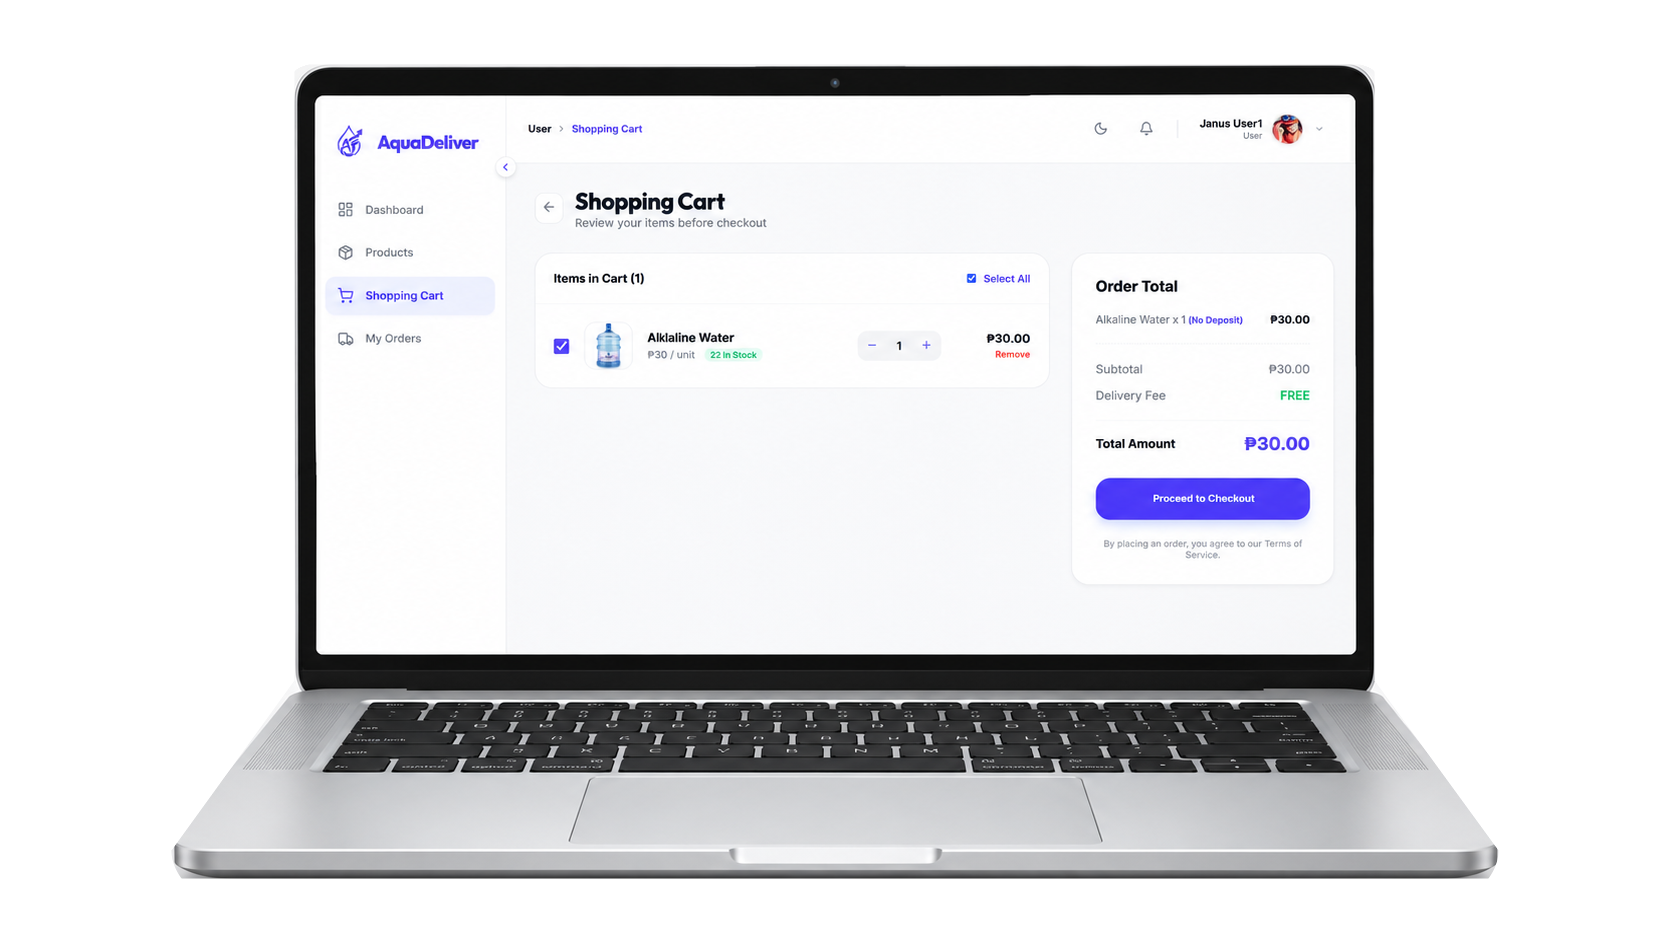 AquaDeliver
User > Shopping Cart
Janus User1
User
Dashboard
Products
Shopping Cart
My Orders
Shopping Cart
Review your items before checkout
Items in Cart (1)
Select All
Alklaline Water
₱30 / unit 22 In Stock
1
₱30.00
Remove
Order Total
Alkaline Water x 1 (No Deposit) ₱30.00
Subtotal ₱30.00
Delivery Fee FREE
Total Amount ₱30.00
Proceed to Checkout
By placing an order, you agree to our Terms of
Service.